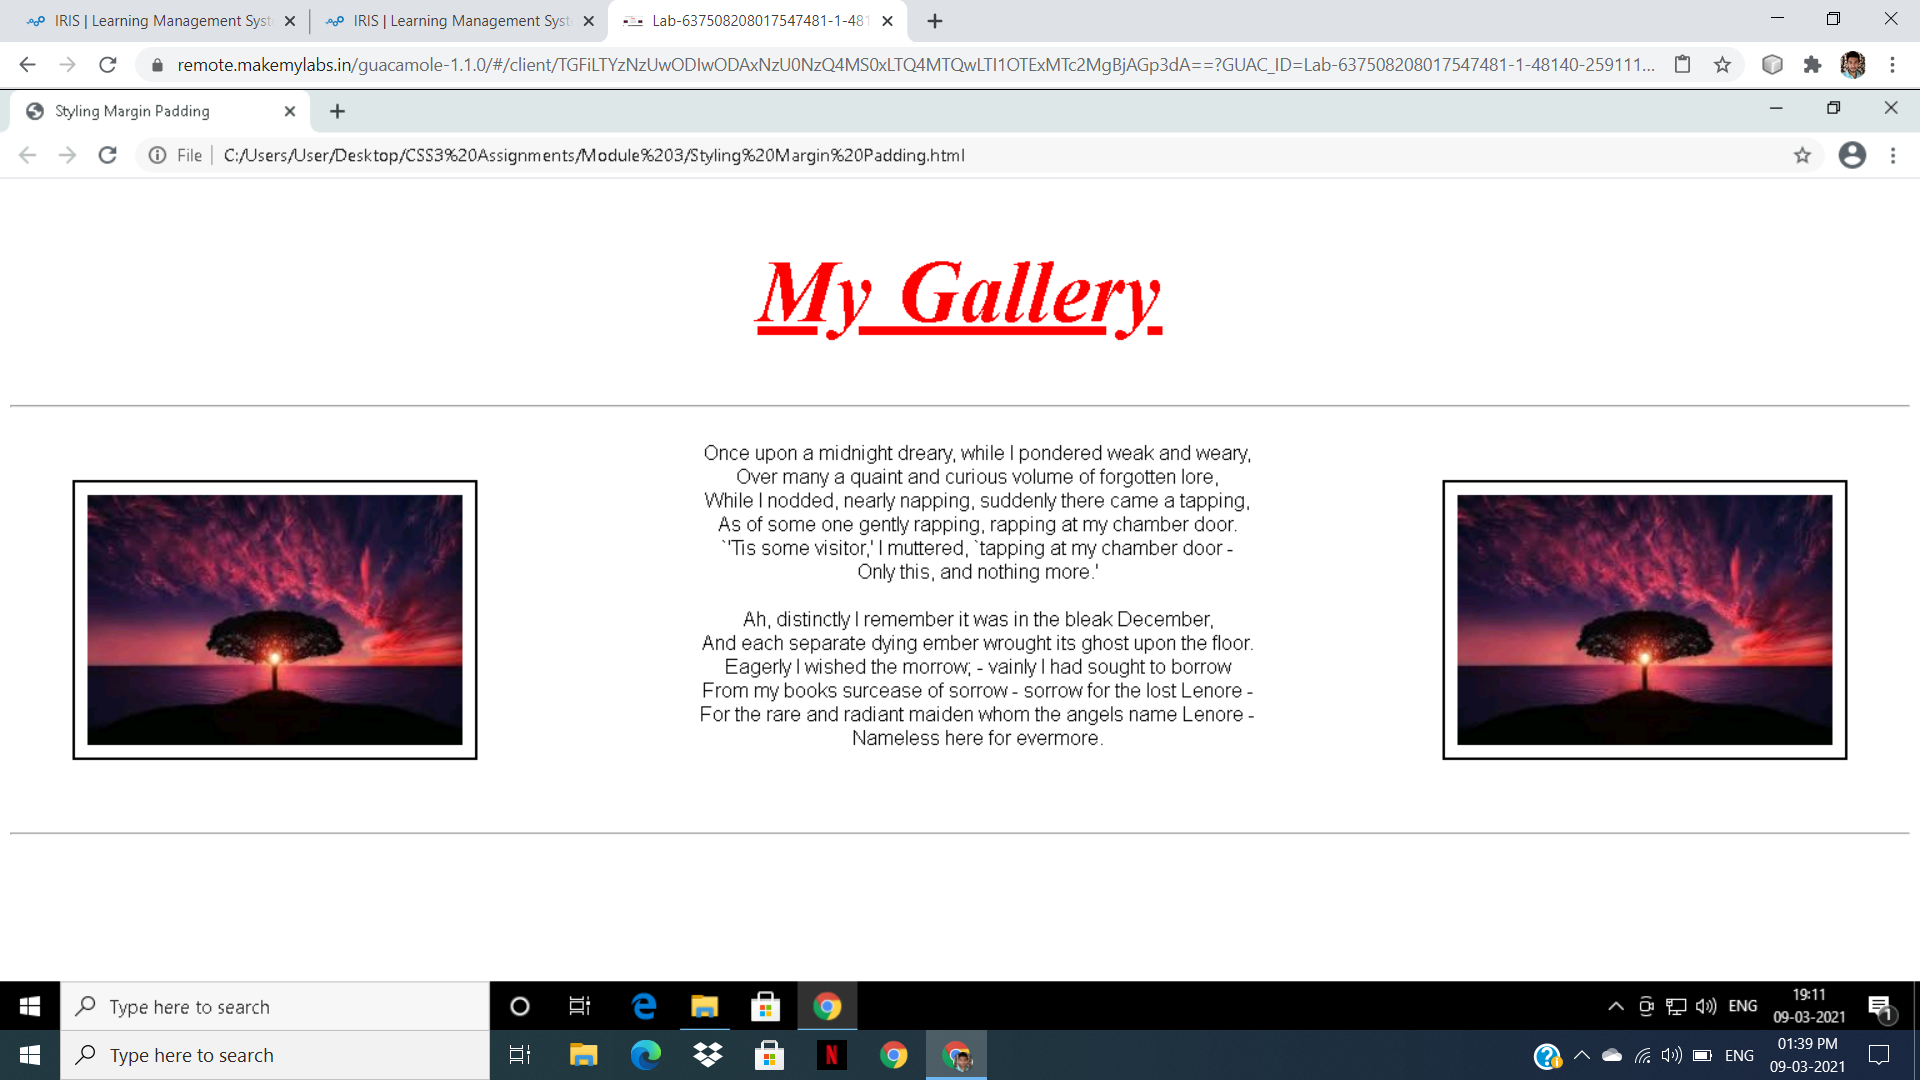 IRIS | Learning Management Syst
IRIS | Learning Management Syst
Lab-637508208017547481-1-481
remote.makemylabs.in/guacamole-1.1.0/#/client/TGFiLTYzNzUwODIwODAxNzU0NzQ4MS0xLTQ4MTQwLTI1OTExMTc2MgBjAGp3dA==?GUAC_ID=Lab-637508208017547481-1-48140-259111...
Styling Margin Padding
File
C:/Users/User/Desktop/CSS3%20Assignments/Module%203/Styling%20Margin%20Padding.html
My Gallery
Once upon a midnight dreary, while I pondered weak and weary,
Over many a quaint and curious volume of forgotten lore,
While I nodded, nearly napping, suddenly there came a tapping,
As of some one gently rapping, rapping at my chamber door.
`'Tis some visitor,' I muttered, `tapping at my chamber door -
Only this, and nothing more.'
Ah, distinctly I remember it was in the bleak December,
And each separate dying ember wrought its ghost upon the floor.
Eagerly I wished the morrow; - vainly I had sought to borrow
From my books surcease of sorrow - sorrow for the lost Lenore -
For the rare and radiant maiden whom the angels name Lenore -
Nameless here for evermore.
Type here to search
ENG
19:11
09-03-2021
1
Type here to search
N
ENG
01:39 PM
09-03-2021